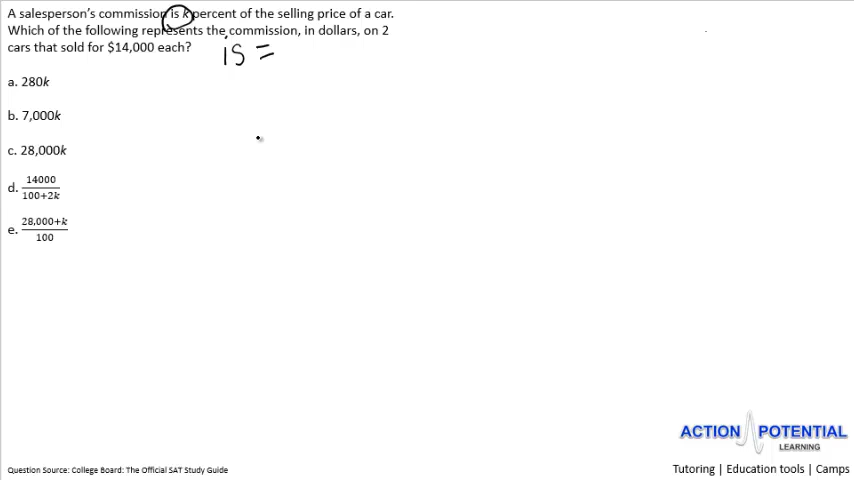 A salesperson's commission is k percent of the selling price of a car.
Which of the following represents the commission, in dollars, on 2
cars that sold for $14,000 each?
is =
a. 280k
b. 7,000k
c. 28,000k
d. 14000/100+2k
e. 28,000+k/100
ACTION POTENTIAL
LEARNING
Question Source: College Board: The Official SAT Study Guide
Tutoring | Education tools | Camps